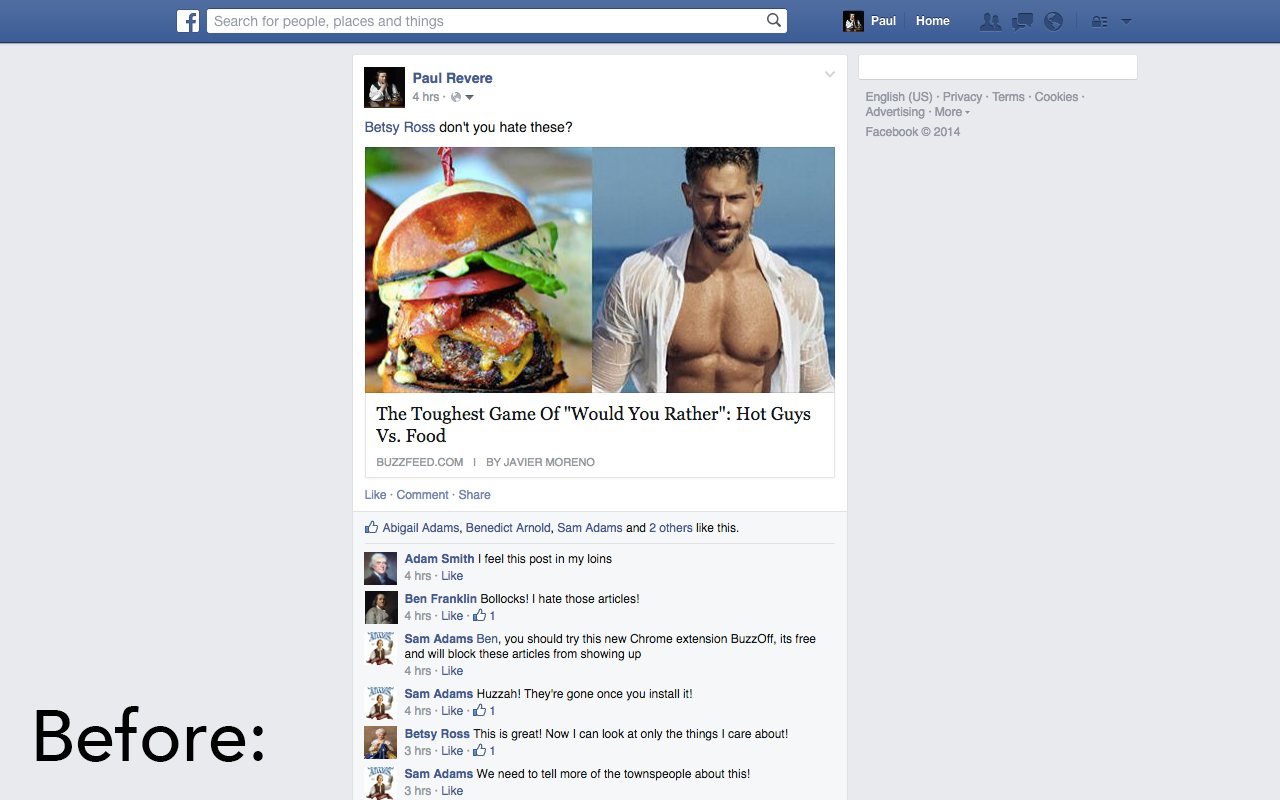 Search for people, places and things
Paul
Home
Paul Revere
4 hrs ·
Betsy Ross don't you hate these?
The Toughest Game Of "Would You Rather": Hot Guys
Vs. Food
BUZZFEED.COM | BY JAVIER MORENO
Like · Comment · Share
Abigail Adams, Benedict Arnold, Sam Adams and 2 others like this.
Adam Smith I feel this post in my loins
4 hrs · Like
Ben Franklin Bollocks! I hate those articles!
4 hrs · Like · 1
Sam Adams Ben, you should try this new Chrome extension BuzzOff, its free
and will block these articles from showing up
4 hrs · Like
Sam Adams Huzzah! They're gone once you install it!
4 hrs · Like · 1
Betsy Ross This is great! Now I can look at only the things I care about!
3 hrs · Like · 1
Sam Adams We need to tell more of the townspeople about this!
3 hrs · Like
English (US) · Privacy · Terms · Cookies ·
Advertising · More
Facebook © 2014
Before: